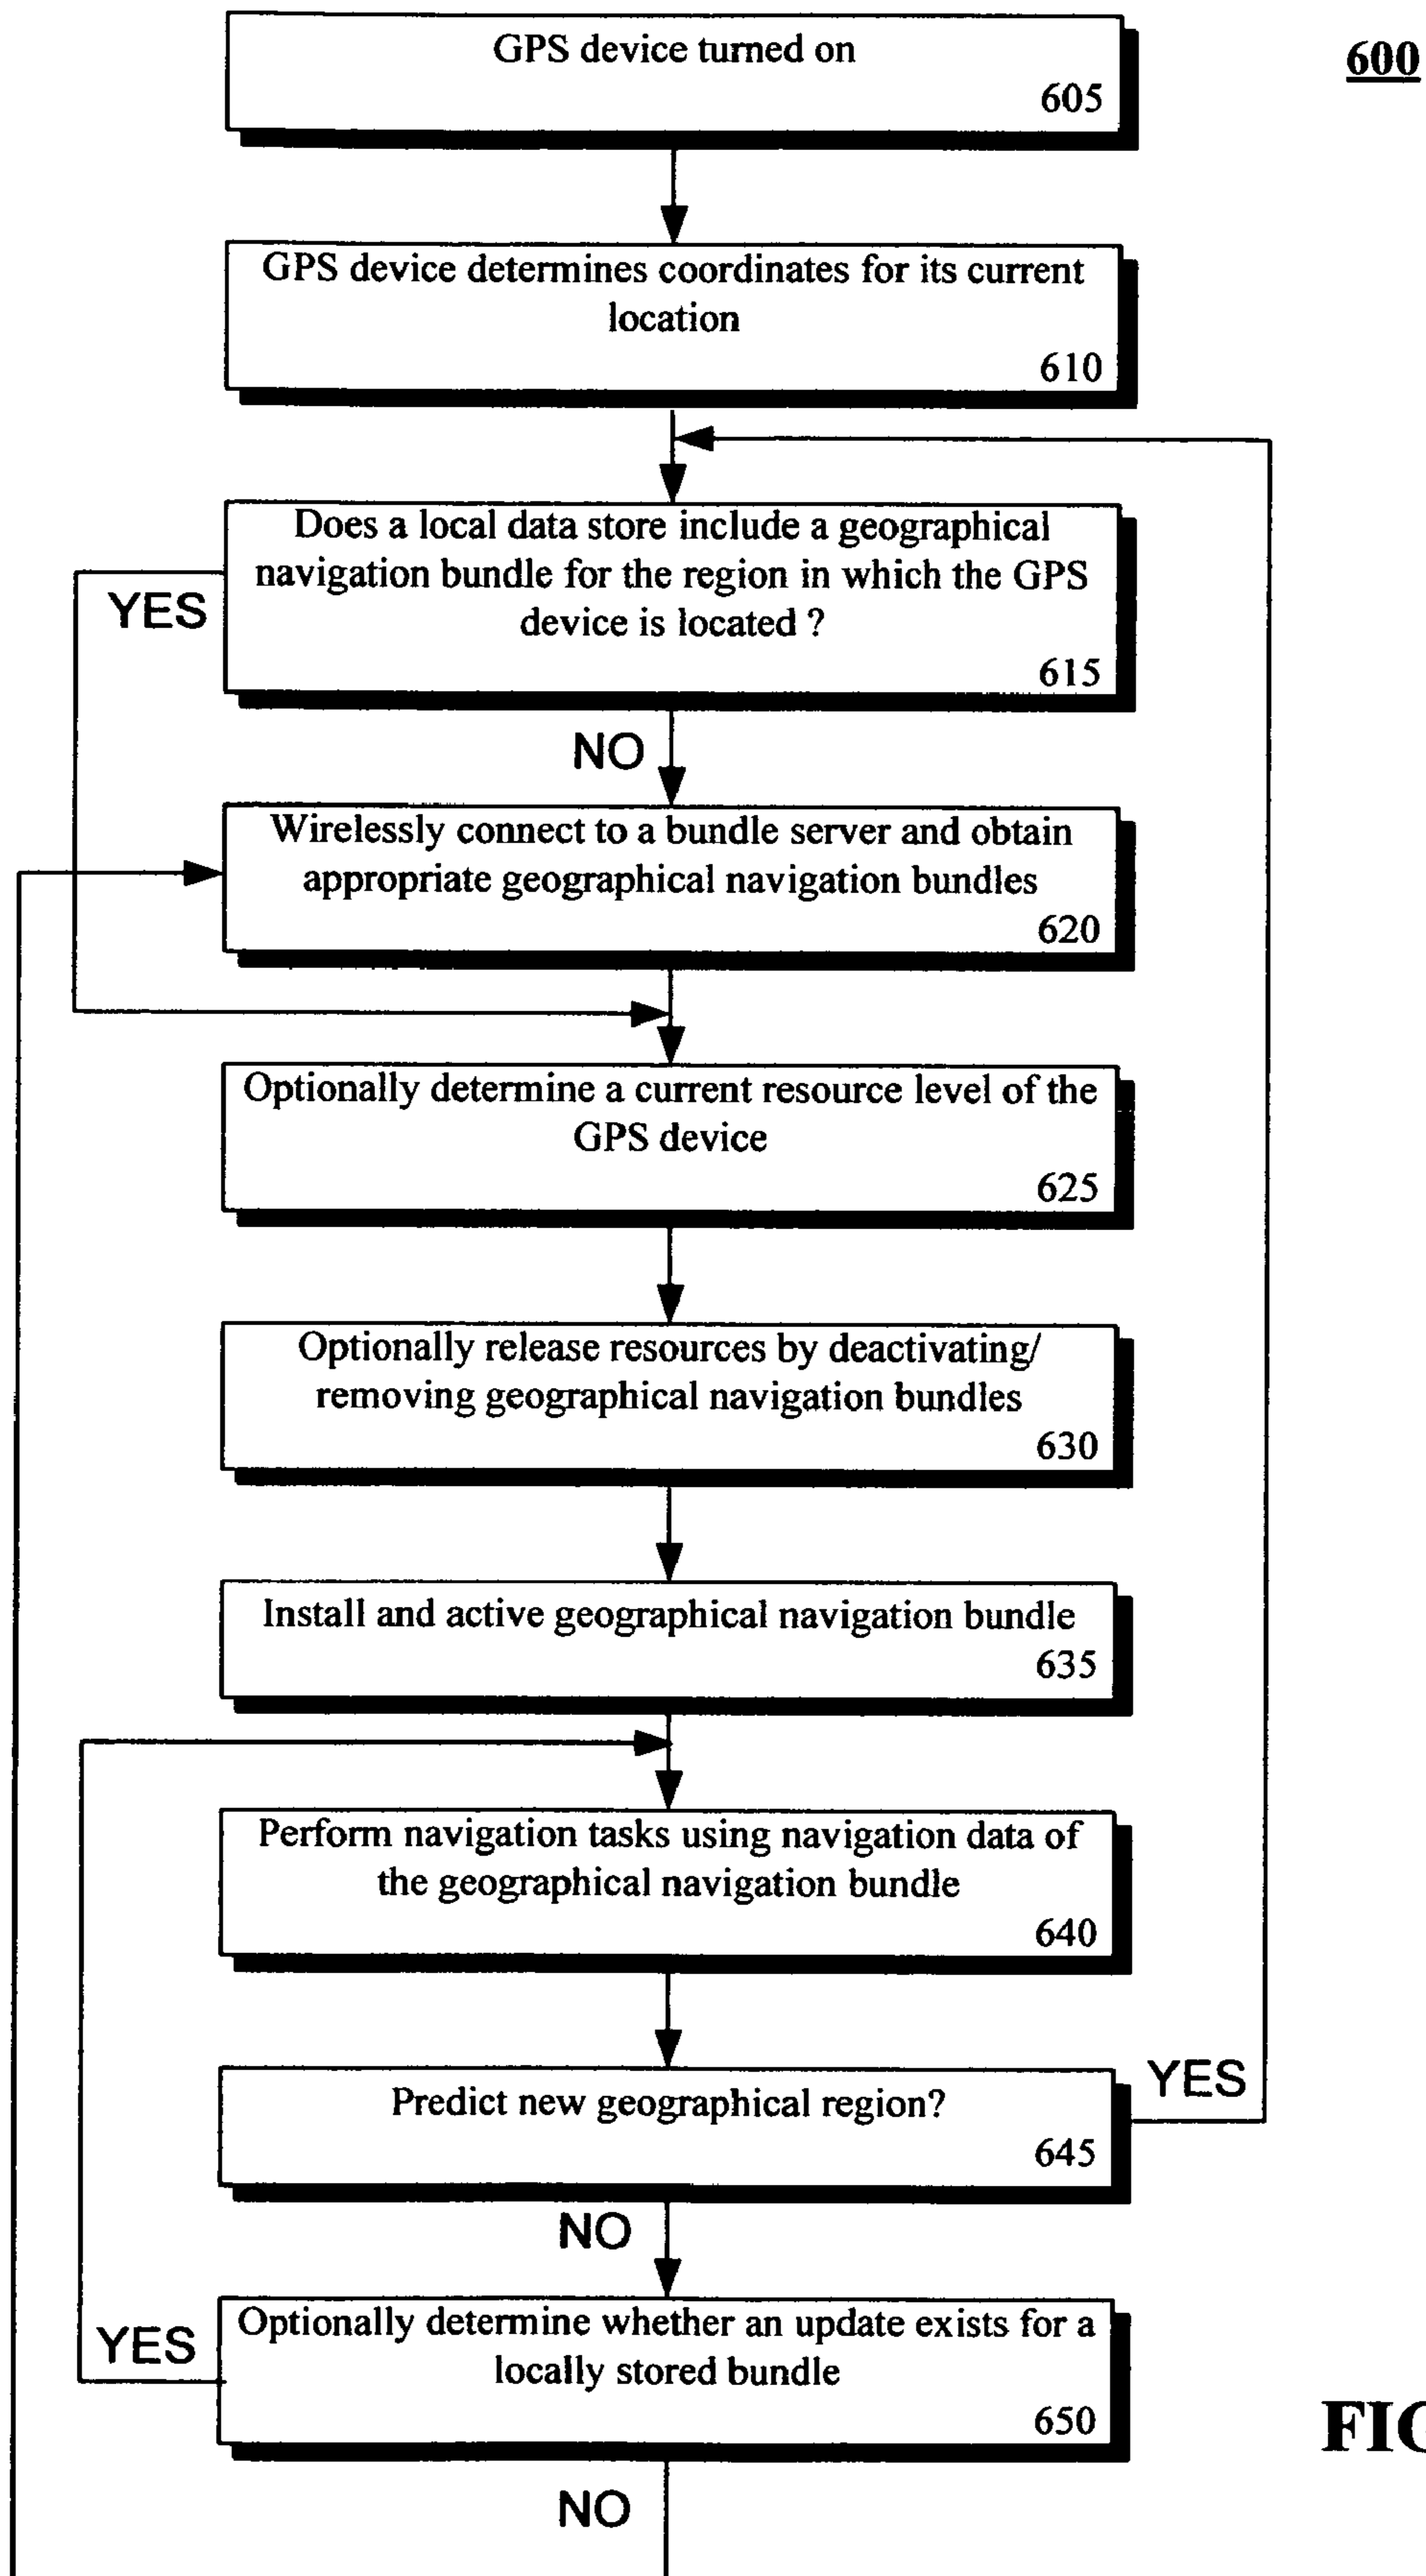 GPS device turned on
605
600
GPS device determines coordinates for its current
location
610
Does a local data store include a geographical
navigation bundle for the region in which the GPS
device is located ?
615
YES
NO
Wirelessly connect to a bundle server and obtain
appropriate geographical navigation bundles
620
Optionally determine a current resource level of the
GPS device
625
Optionally release resources by deactivating/
removing geographical navigation bundles
630
Install and active geographical navigation bundle
635
Perform navigation tasks using navigation data of
the geographical navigation bundle
640
Predict new geographical region?
645
YES
NO
Optionally determine whether an update exists for a
locally stored bundle
650
YES
NO